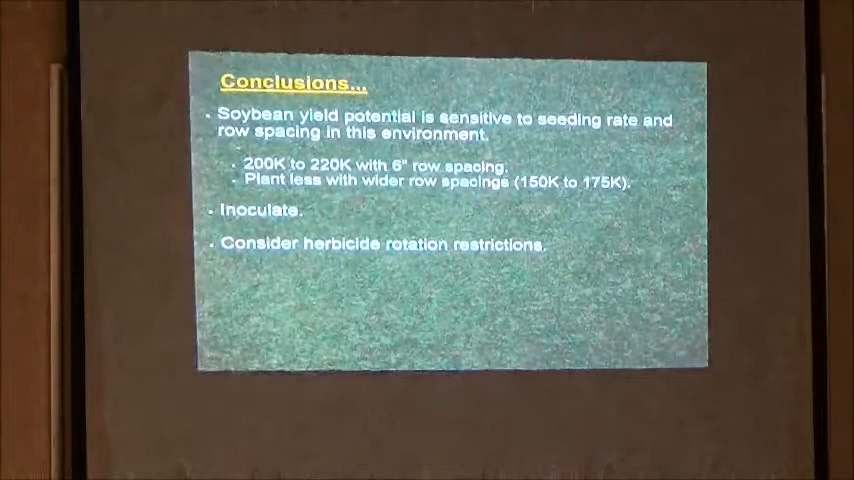 Conclusions...
. Soybean yield potential is sensitive to seeding rate and
row spacing in this environment.
. 200K to 220K with 6" row spacing.
. Plant less with wider row spacings (150K to 175K).
. Inoculate.
. Consider herbicide rotation restrictions.